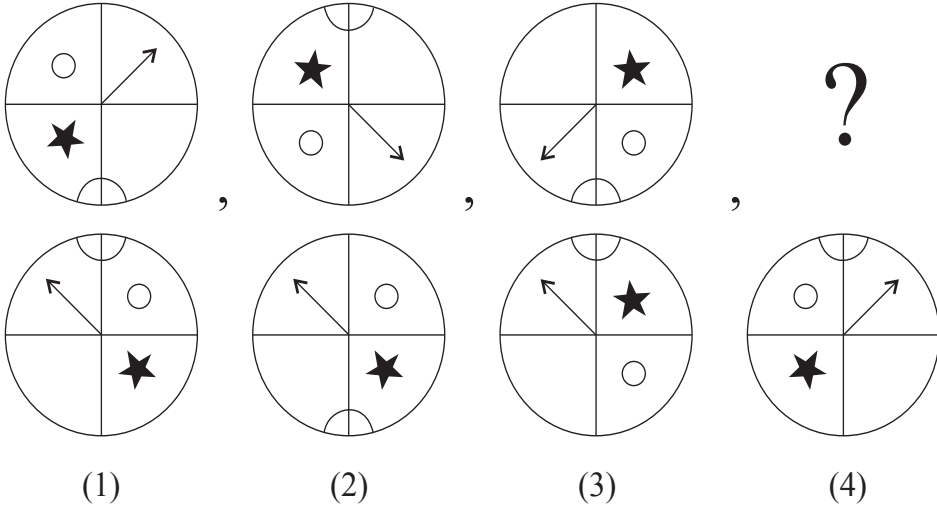 , , , ?
(1) (2) (3) (4)